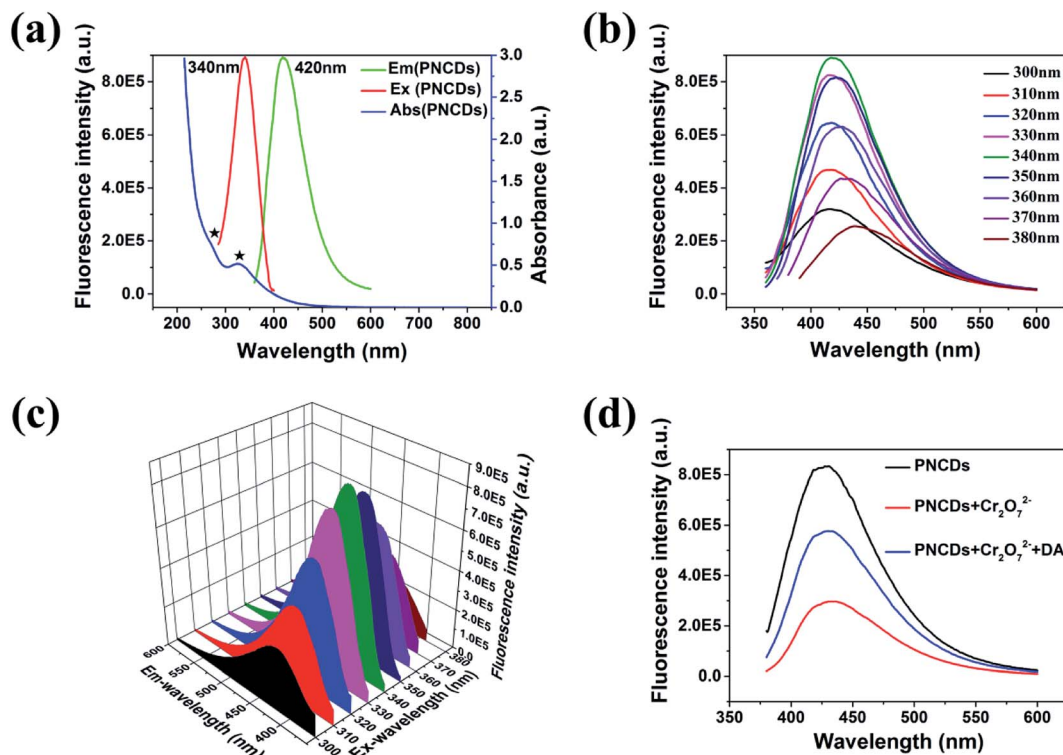 (a)
Fluorescence intensity (a.u.)
8.0E5
6.0E5
4.0E5
2.0E5
0.0
340nm
420nm
Em(PNCDs)
Ex (PNCDs)
Abs(PNCDs)
★
★
3.0
2.5
2.0
1.5
1.0
0.5
0.0
Absorbance (a.u.)
200 300 400 500 600 700 800
Wavelength (nm)
(b)
Fluorescence intensity (a.u.)
8.0E5
6.0E5
4.0E5
2.0E5
0.0
300nm
310nm
320nm
330nm
340nm
350nm
360nm
370nm
380nm
350 400 450 500 550 600
Wavelength (nm)
(c)
9.0E5
8.0E5
7.0E5
6.0E5
5.0E5
4.0E5
3.0E5
2.0E5
1.0E5
0.0
Fluorescence intensity (a.u.)
600 550 500 450 400
Em-wavelength (nm)
300 310 320 330 340 350 360 370 380
Ex-wavelength (nm)
(d)
Fluorescence intensity (a.u.)
8.0E5
6.0E5
4.0E5
2.0E5
0.0
PNCDs
PNCDs+Cr₂O₇²⁻
PNCDs+Cr₂O₇²⁻+DA
350 400 450 500 550 600
Wavelength (nm)